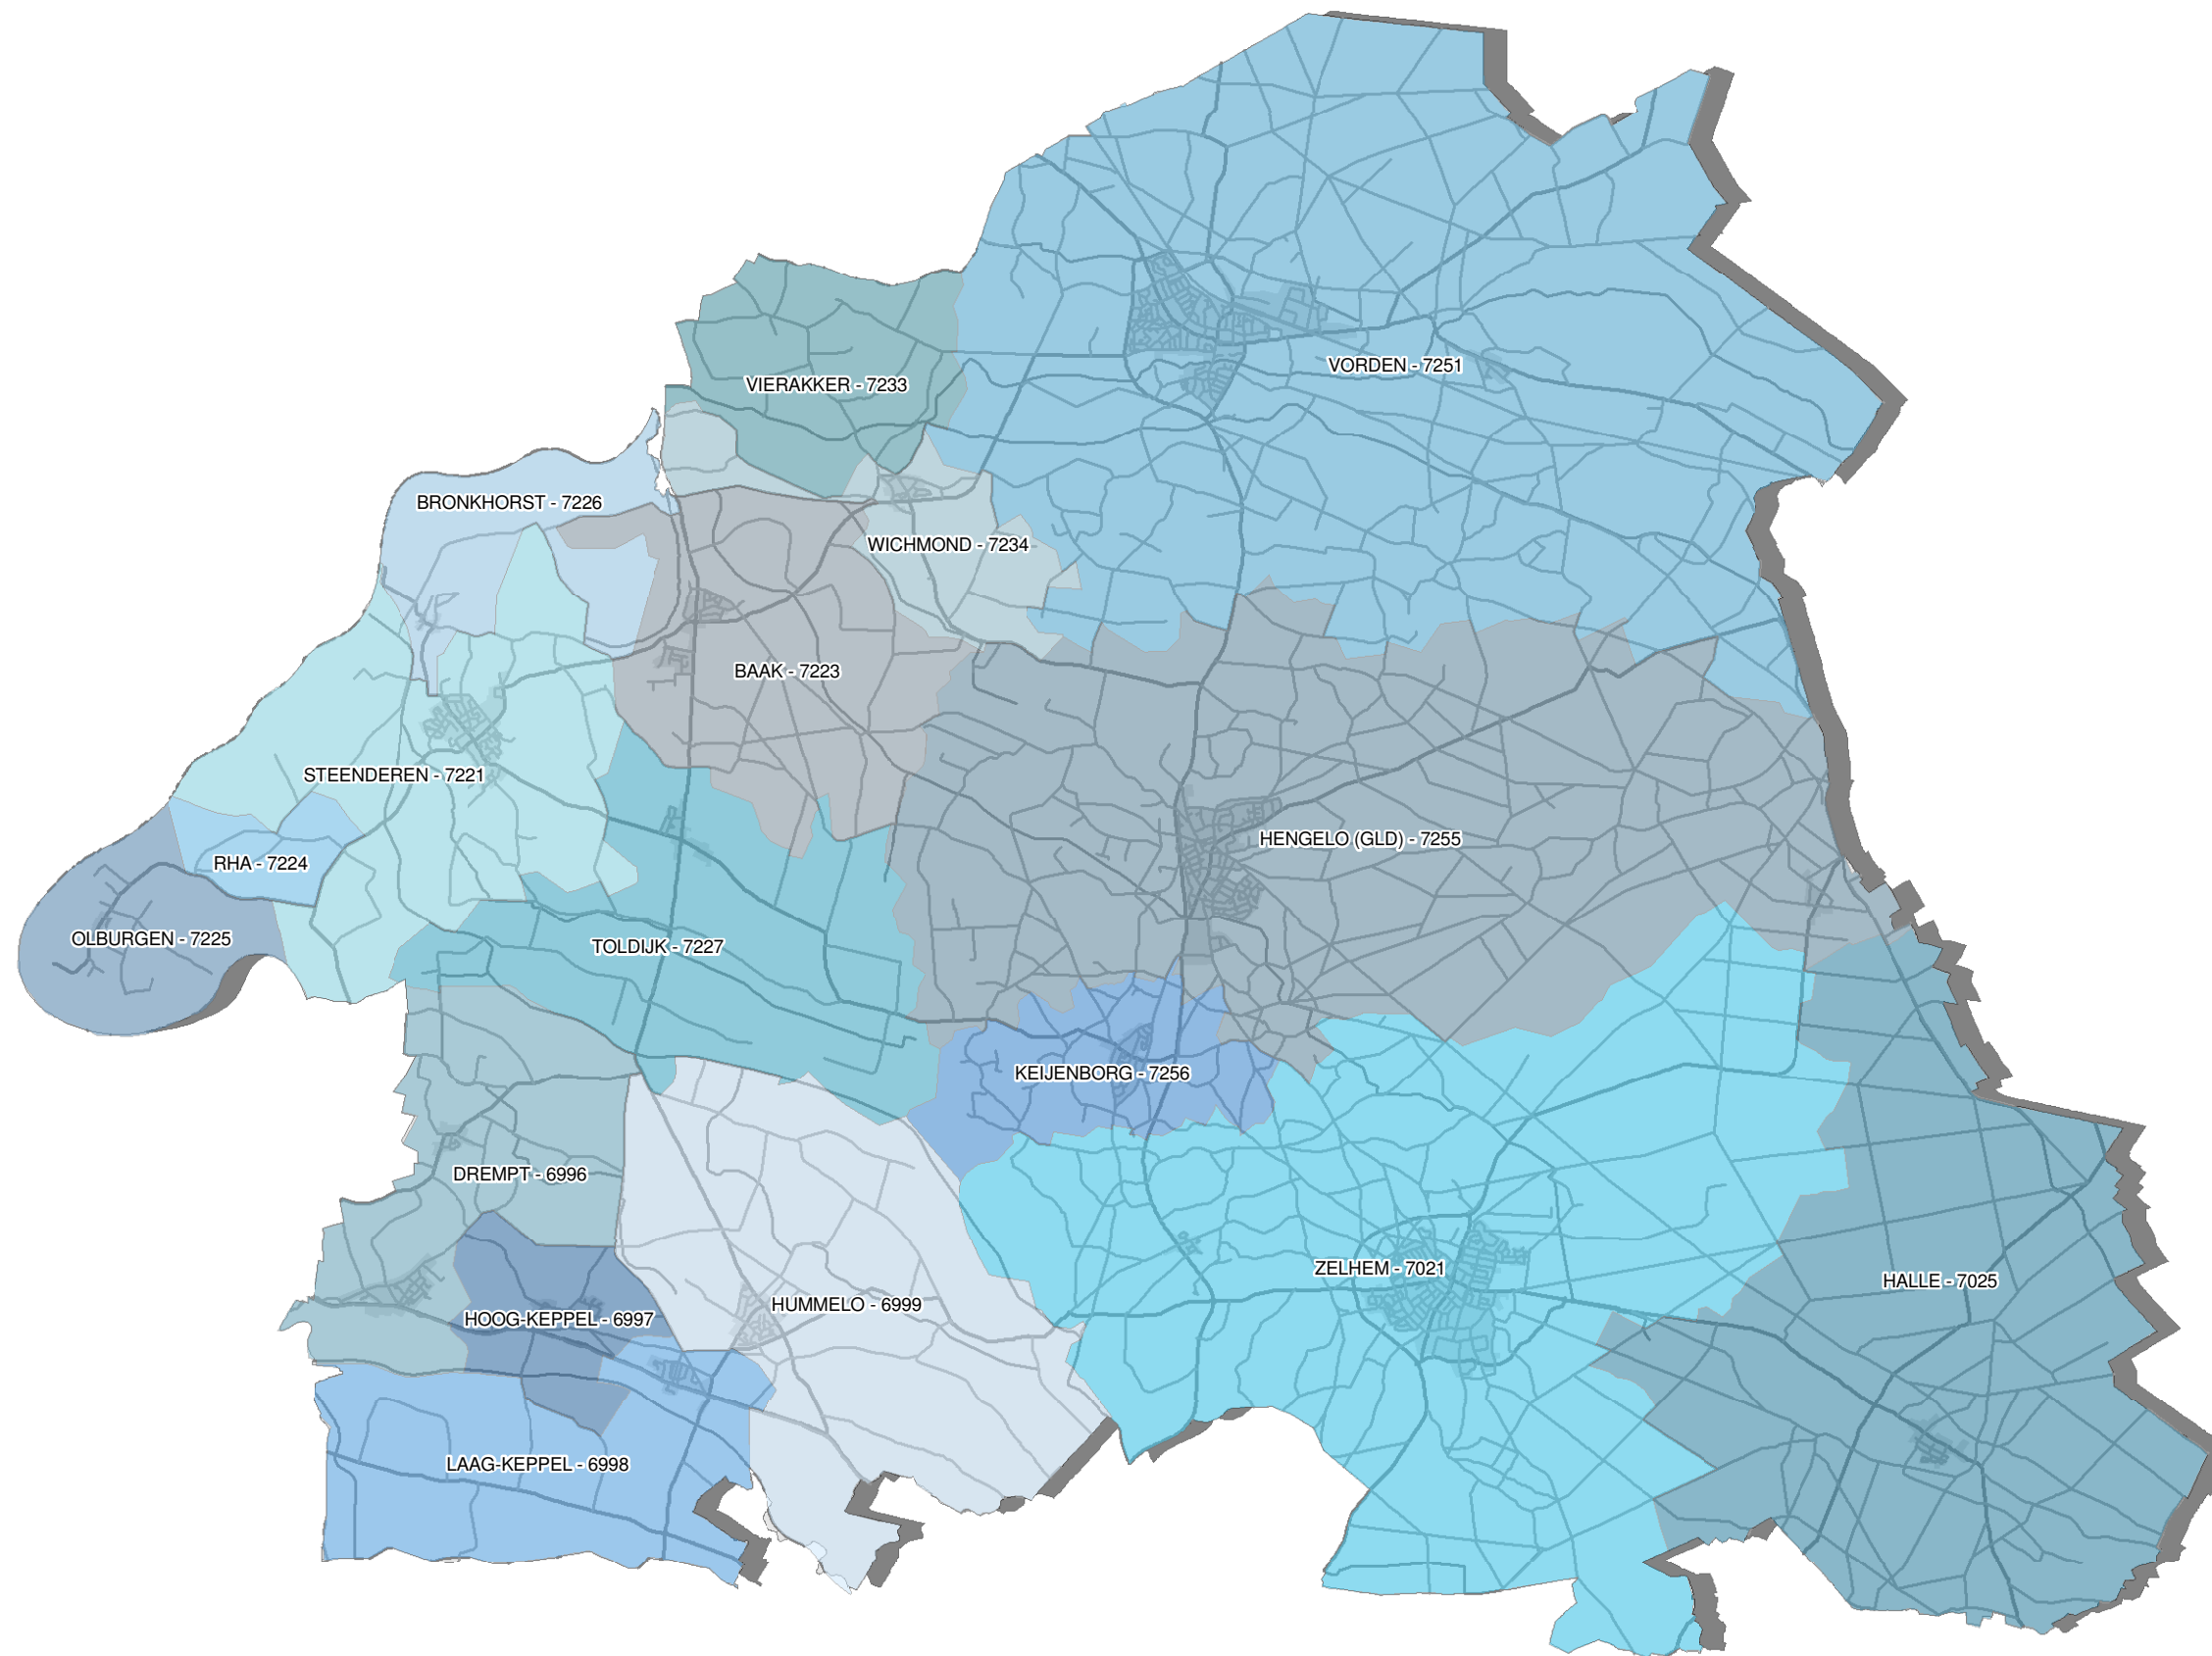 VORDEN - 7251
VIERAKKER - 7233
BRONKHORST - 7226
WICHMOND - 7234
BAAK - 7223
STEENDEREN - 7221
HENGELO (GLD) - 7255
RHA - 7224
OLBURGEN - 7225
TOLDIJK - 7227
KEIJENBORG - 7256
DREMPT - 6996
ZELHEM - 7021
HALLE - 7025
HUMMELO - 6999
HOOG-KEPPEL - 6997
LAAG-KEPPEL - 6998